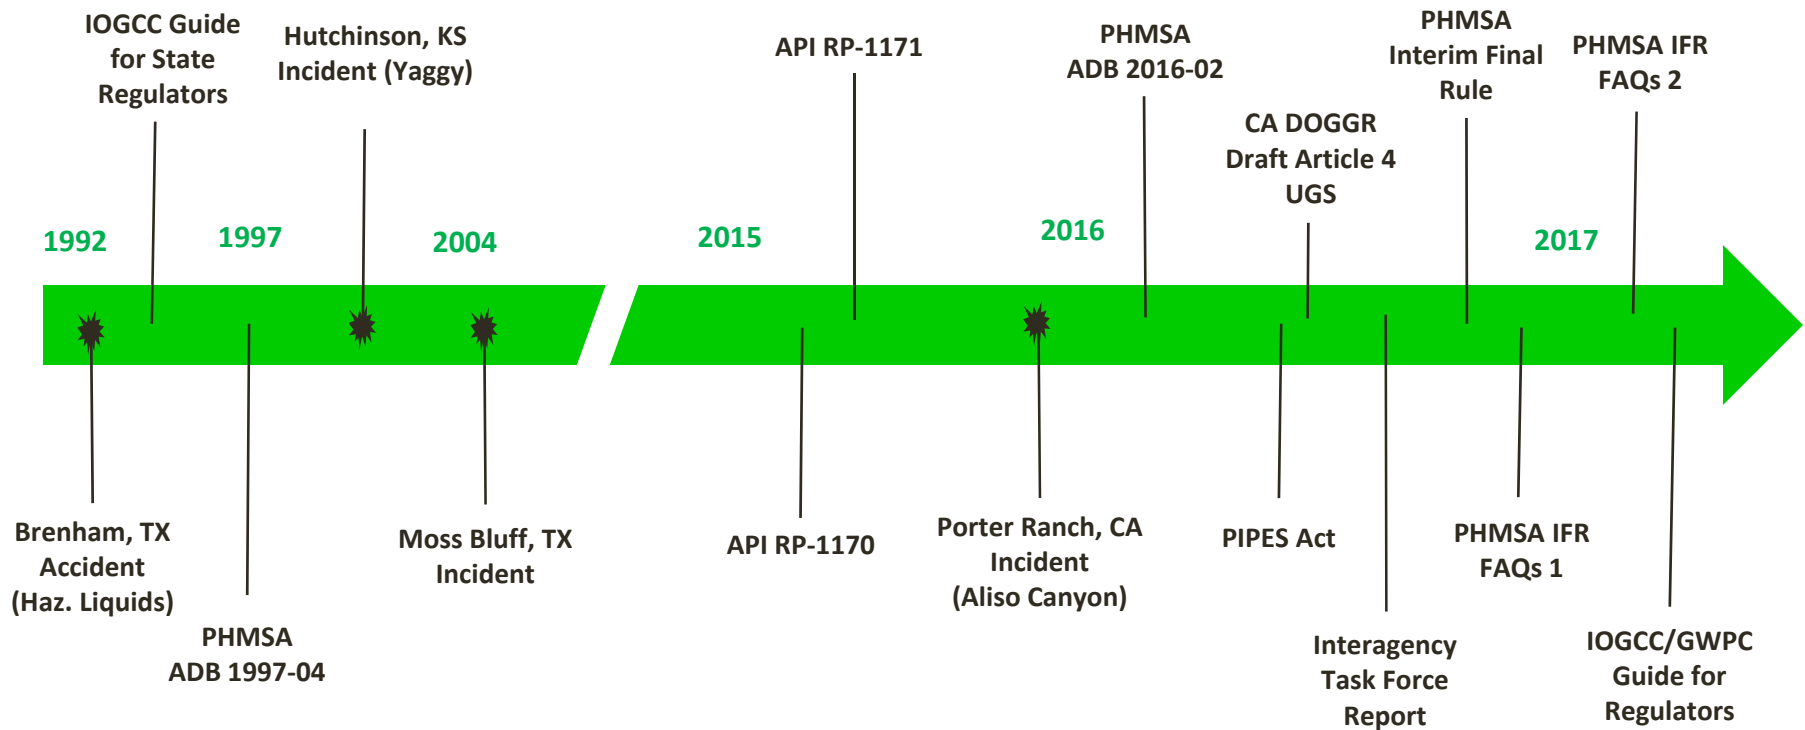 IOGCC Guide
for State
Regulators
Hutchinson, KS
Incident (Yaggy)
API RP-1171
PHMSA
ADB 2016-02
CA DOGGR
Draft Article 4
UGS
PHMSA
Interim Final
Rule
PHMSA IFR
FAQs 2
1992
1997
2004
2015
2016
2017
Brenham, TX
Accident
(Haz. Liquids)
PHMSA
ADB 1997-04
Moss Bluff, TX
Incident
API RP-1170
Porter Ranch, CA
Incident
(Aliso Canyon)
PIPES Act
Interagency
Task Force
Report
PHMSA IFR
FAQs 1
IOGCC/GWPC
Guide for
Regulators